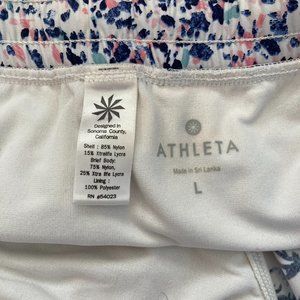 Designed in
Sonoma County,
California
Shell : 85% Nylon
15% Xtralife Lycra
Brief Body:
75% Nylon,
25% Xtra life Lycra
Lining :
100% Polyester
RN #54023
ATHLETA
Made in Sri Lanka
L